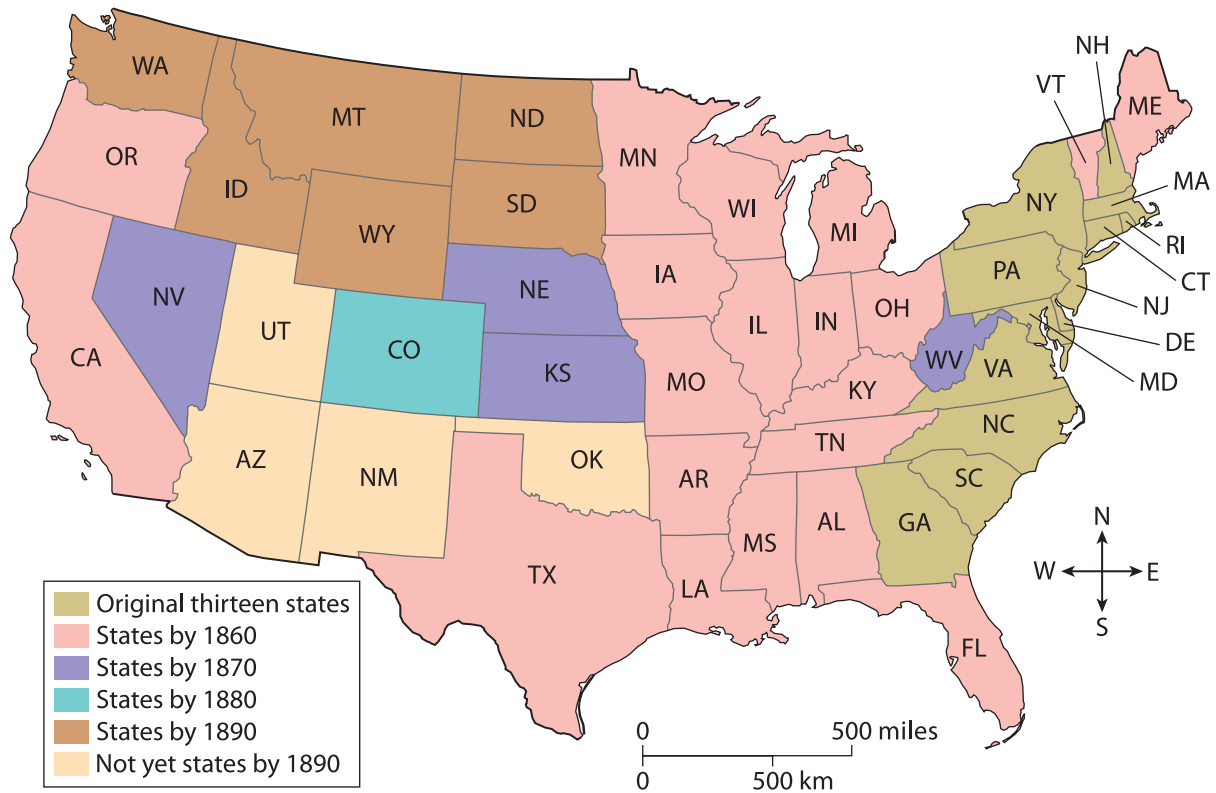 NH
VT
ME
WA
MT
ND
MN
OR
ID
SD
WI
MI
NY
MA
RI
CT
WY
IA
PA
NJ
NV
NE
IL
IN
OH
DE
UT
CO
WV
VA
MD
CA
KS
MO
KY
AZ
NM
OK
TN
NC
AR
SC
MS
AL
GA
TX
LA
FL
N
W
E
S
Original thirteen states
States by 1860
States by 1870
States by 1880
States by 1890
Not yet states by 1890
0 500 miles
0 500 km